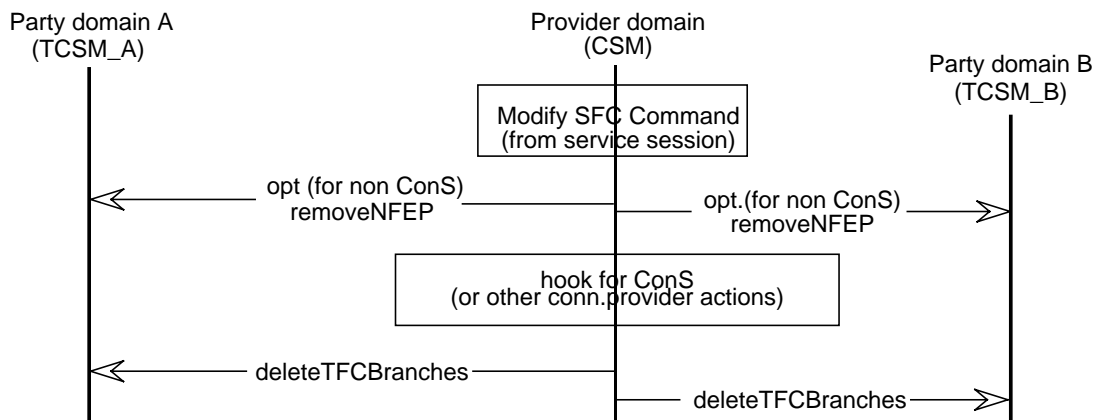 Party domain A
(TCSM_A)
Provider domain
(CSM)
Party domain B
(TCSM_B)
Modify SFC Command
(from service session)
opt (for non ConS)
removeNFEP
opt.(for non ConS)
removeNFEP
hook for ConS
(or other conn.provider actions)
deleteTFCBranches
deleteTFCBranches